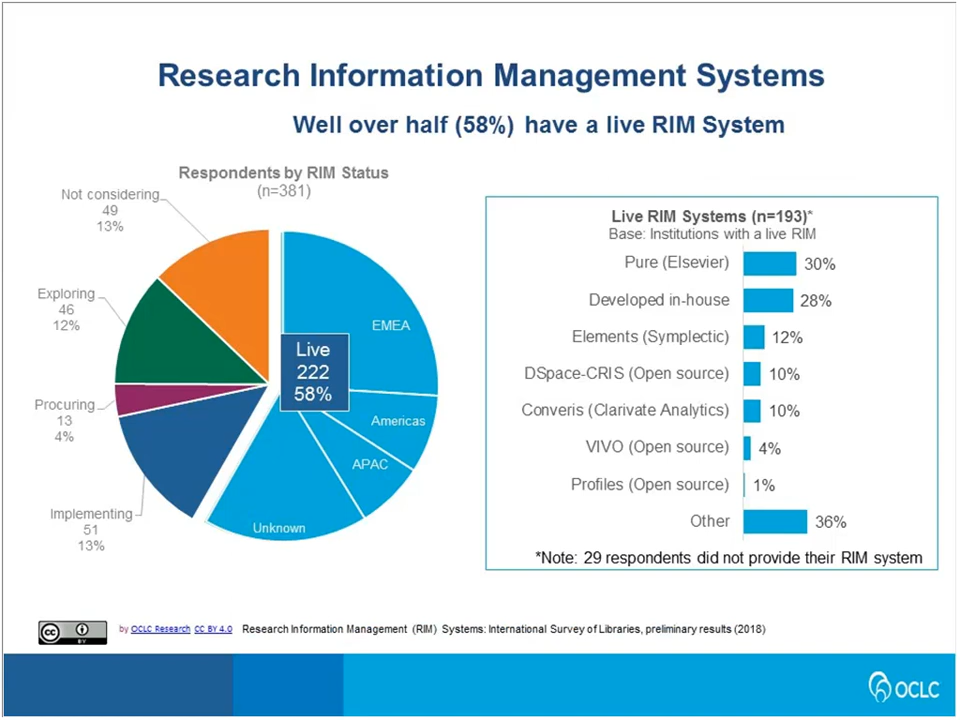 Research Information Management Systems
Well over half (58%) have a live RIM System
Respondents by RIM Status
(n=381)
Not considering
49
13%
Exploring
46
12%
Procuring
13
4%
Implementing
51
13%
Live
222
58%
EMEA
Americas
APAC
Unknown
Live RIM Systems (n=193)*
Base: Institutions with a live RIM
Pure (Elsevier) 30%
Developed in-house 28%
Elements (Symplectic) 12%
DSpace-CRIS (Open source) 10%
Converis (Clarivate Analytics) 10%
VIVO (Open source) 4%
Profiles (Open source) 1%
Other 36%
*Note: 29 respondents did not provide their RIM system
cc BY by OCLC Research CC BY 4.0 Research Information Management (RIM) Systems: International Survey of Libraries, preliminary results (2018)
OCLC